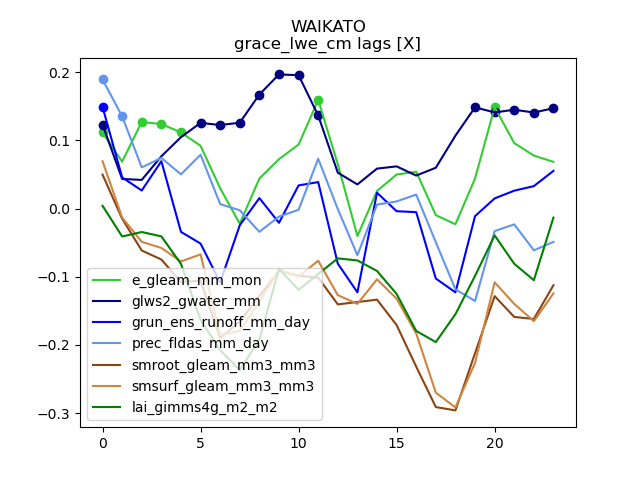 WAIKATO
grace_lwe_cm lags [X]
0.2
0.1
0.0
−0.1
−0.2
−0.3
e_gleam_mm_mon
glws2_gwater_mm
grun_ens_runoff_mm_day
prec_fldas_mm_day
smroot_gleam_mm3_mm3
smsurf_gleam_mm3_mm3
lai_gimms4g_m2_m2
0 5 10 15 20